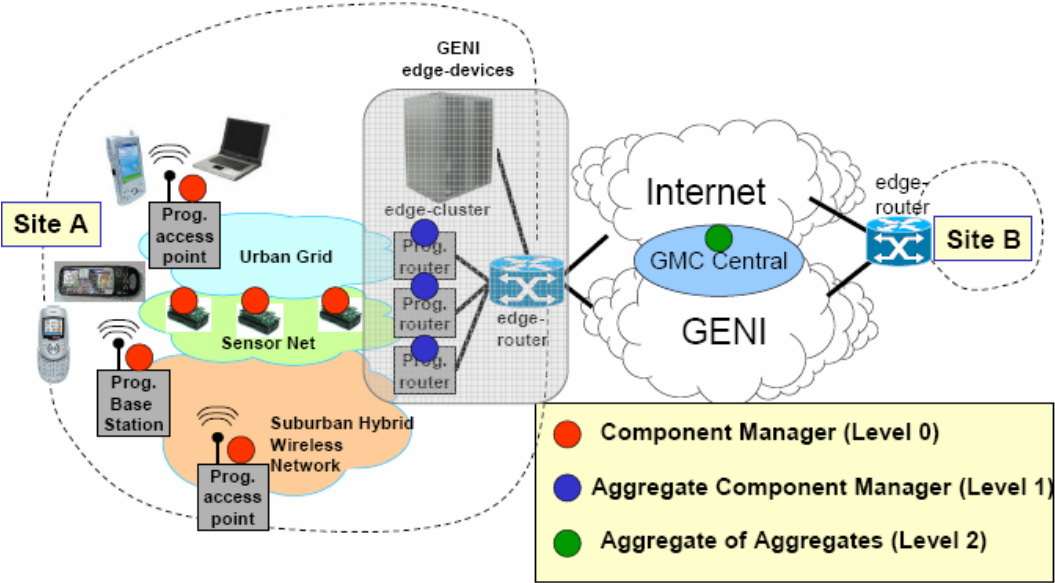 GENI
edge-devices
edge-cluster
Site A
Prog.
access
point
Urban Grid
Prog.
router
Prog.
router
Prog.
router
edge-
router
Sensor Net
Prog.
Base
Station
Suburban Hybrid
Wireless
Network
Prog.
access
point
Internet
GMC Central
GENI
edge-
router
Site B
Component Manager (Level 0)
Aggregate Component Manager (Level 1)
Aggregate of Aggregates (Level 2)